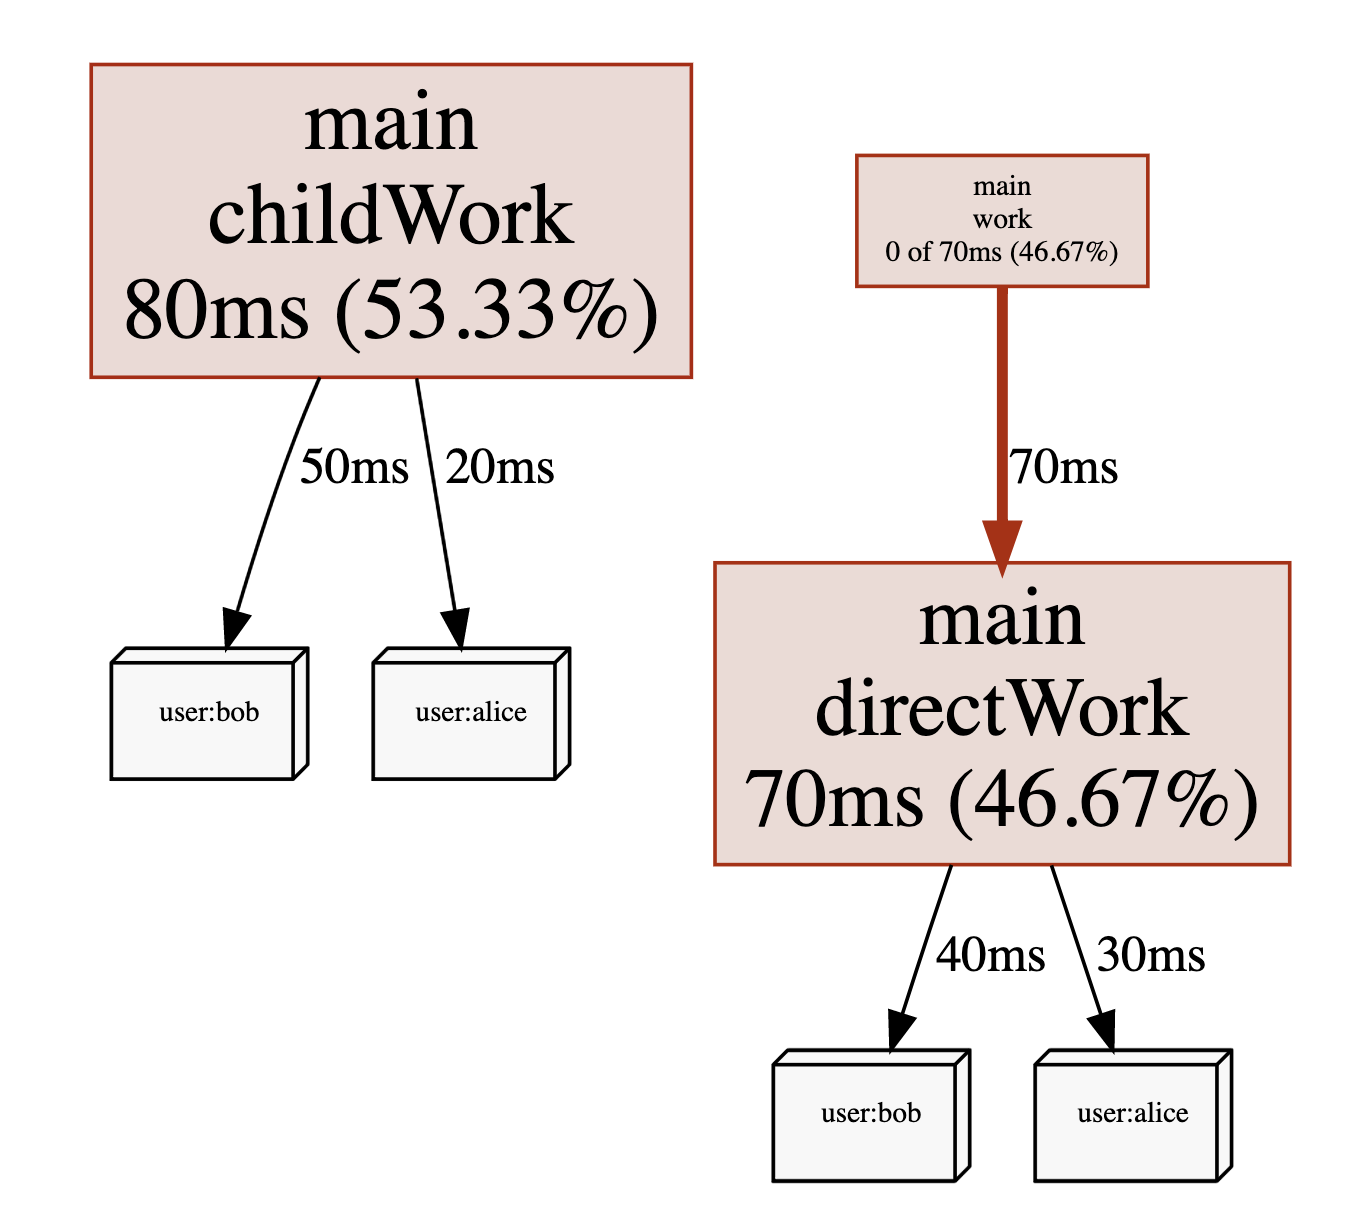 main
childWork
80ms (53.33%)
main
work
0 of 70ms (46.67%)
50ms
20ms
70ms
user:bob
user:alice
main
directWork
70ms (46.67%)
40ms
30ms
user:bob
user:alice